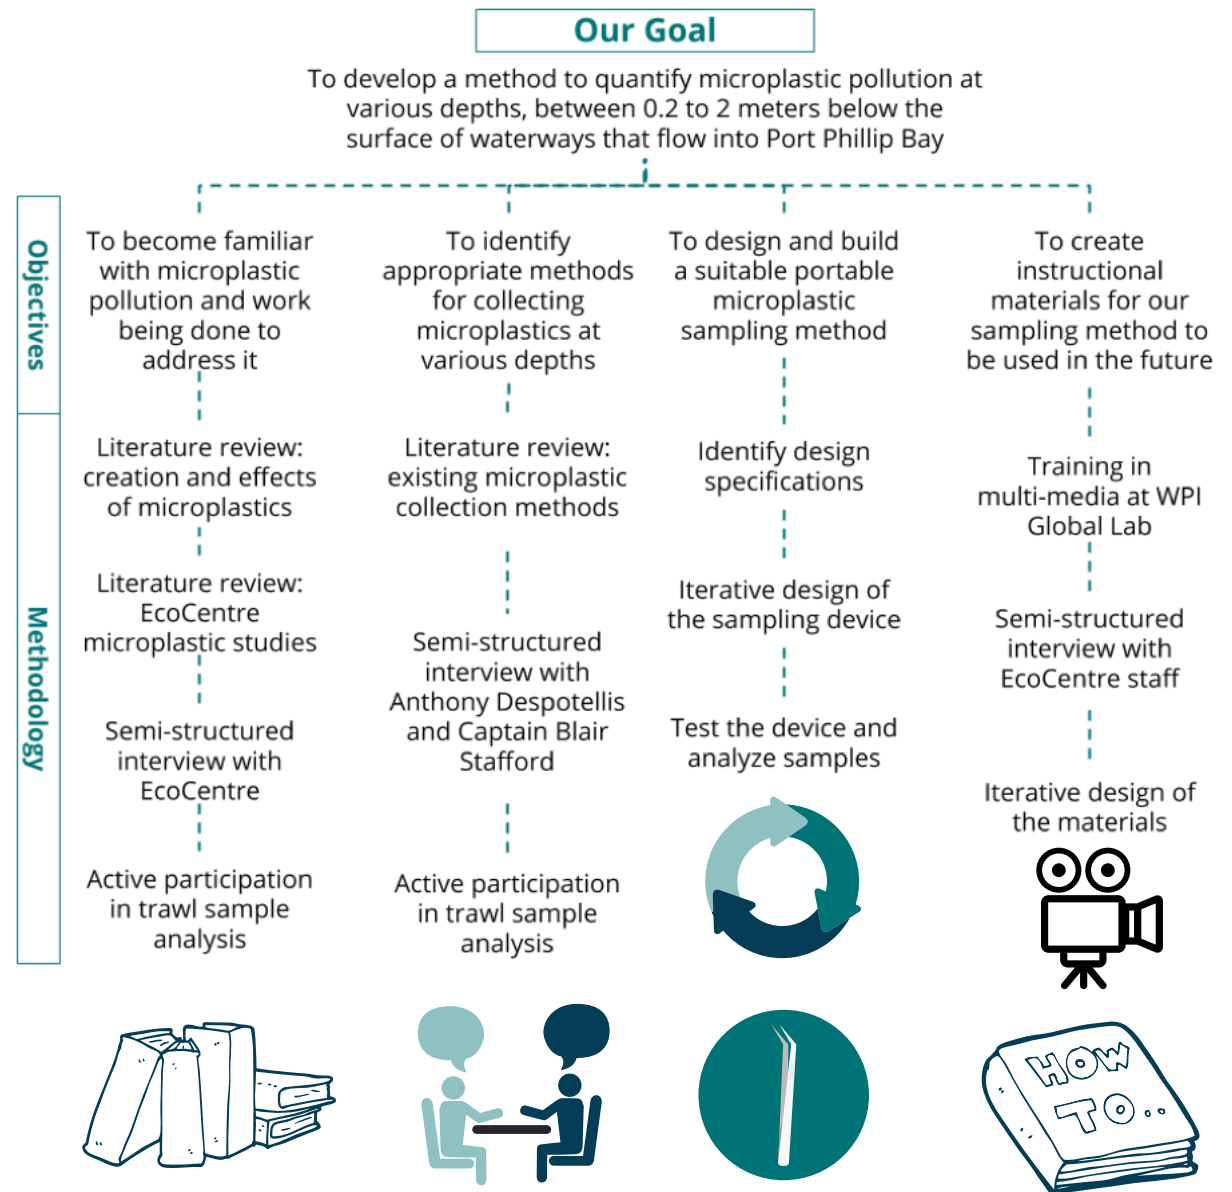 Our Goal
To develop a method to quantify microplastic pollution at
various depths, between 0.2 to 2 meters below the
surface of waterways that flow into Port Phillip Bay
Objectives
To become familiar
with microplastic
pollution and work
being done to
address it
To identify
appropriate methods
for collecting
microplastics at
various depths
To design and build
a suitable portable
microplastic
sampling method
To create
instructional
materials for our
sampling method to
be used in the future
Methodology
Literature review:
creation and effects
of microplastics
Literature review:
EcoCentre
microplastic studies
Semi-structured
interview with
EcoCentre
Active participation
in trawl sample
analysis
Literature review:
existing microplastic
collection methods
Semi-structured
interview with
Anthony Despotellis
and Captain Blair
Stafford
Active participation
in trawl sample
analysis
Identify design
specifications
Iterative design of
the sampling device
Test the device and
analyze samples
Training in
multi-media at WPI
Global Lab
Semi-structured
interview with
EcoCentre staff
Iterative design of
the materials
HOW
TO..